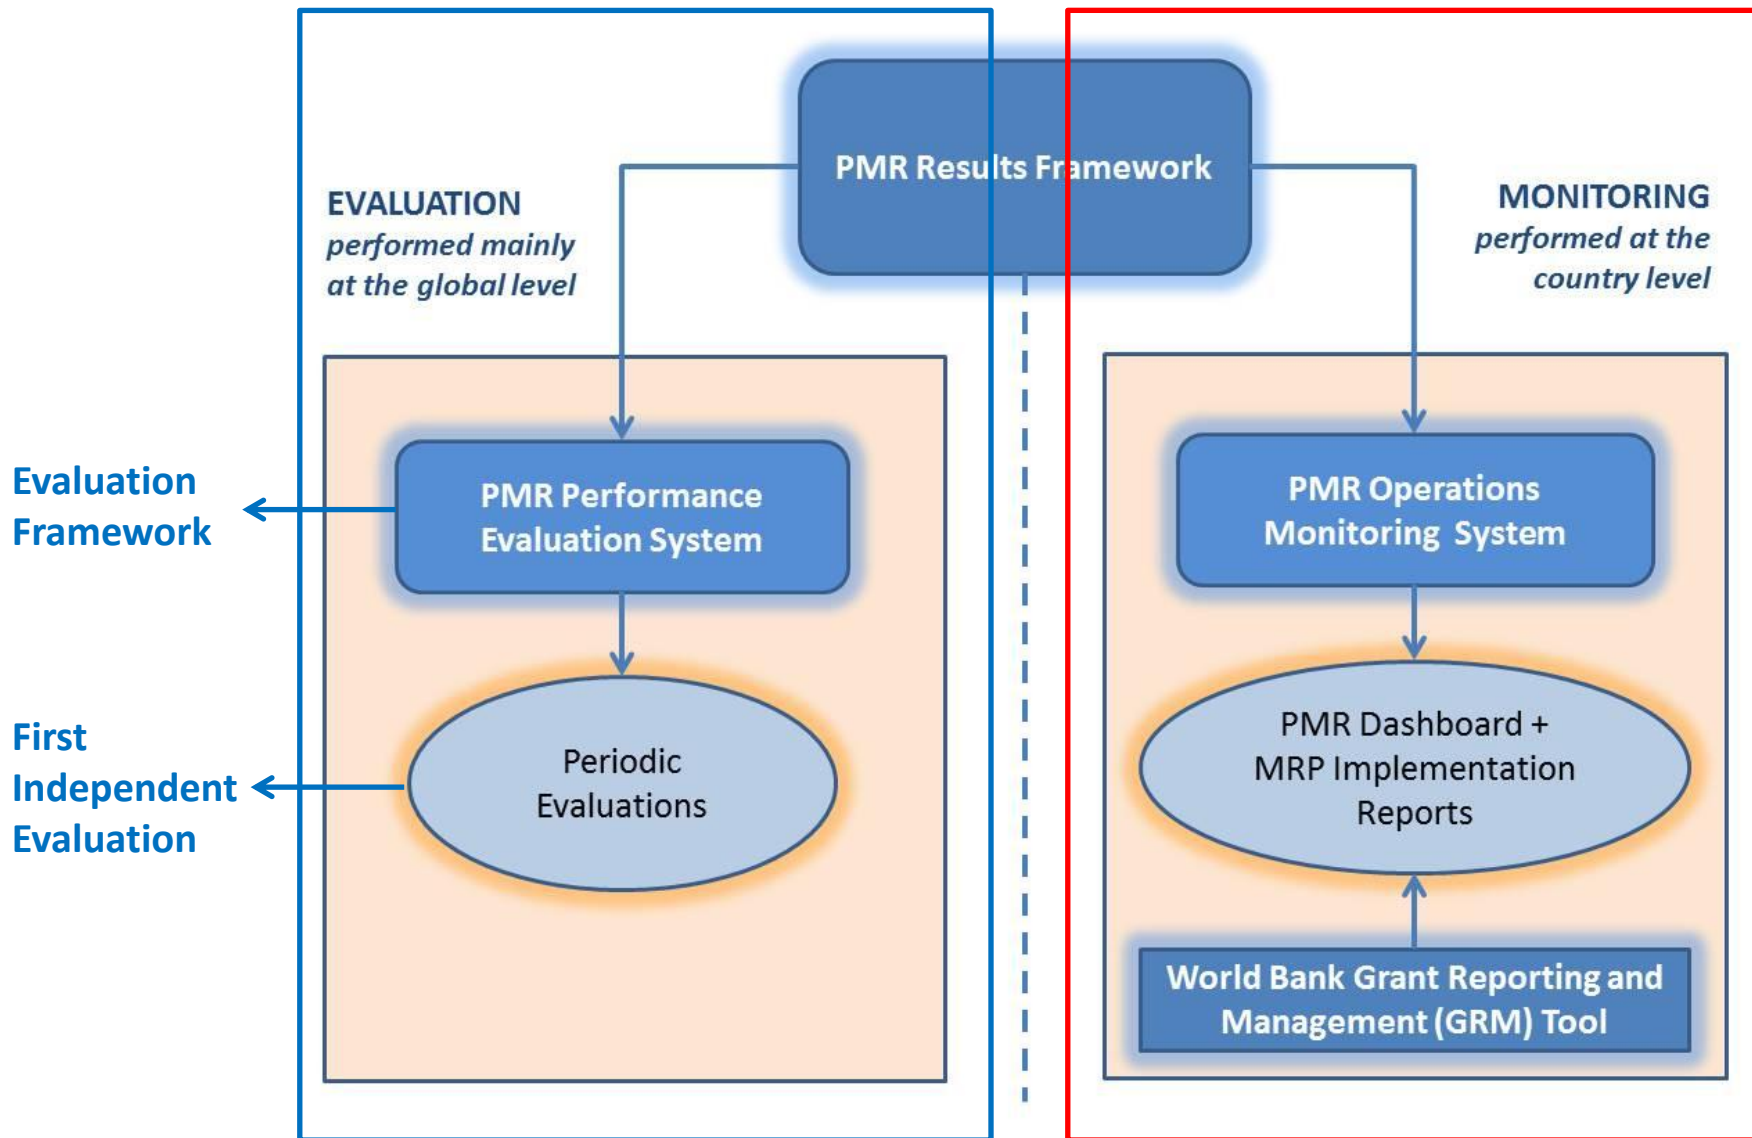 PMR Results Framework
EVALUATION
performed mainly
at the global level
MONITORING
performed at the
country level
Evaluation
Framework
PMR Performance
Evaluation System
PMR Operations
Monitoring System
First
Independent
Evaluation
Periodic
Evaluations
PMR Dashboard +
MRP Implementation
Reports
World Bank Grant Reporting and
Management (GRM) Tool